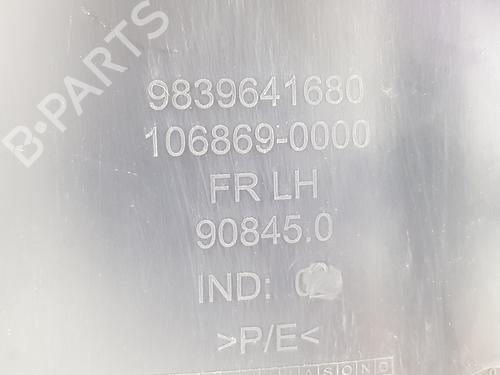 B-PARTS
9839641680
106869-0000
FR LH
90845.0
IND:
>P/E<